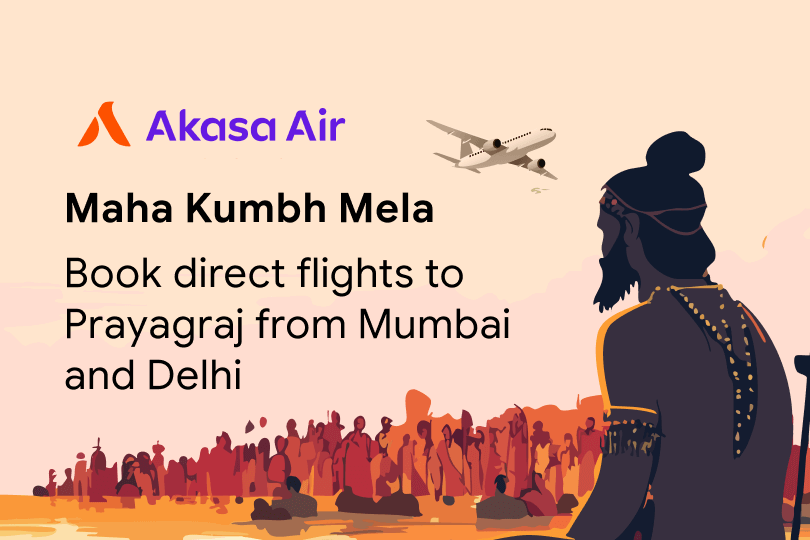 Akasa Air
Maha Kumbh Mela
Book direct flights to
Prayagraj from Mumbai
and Delhi